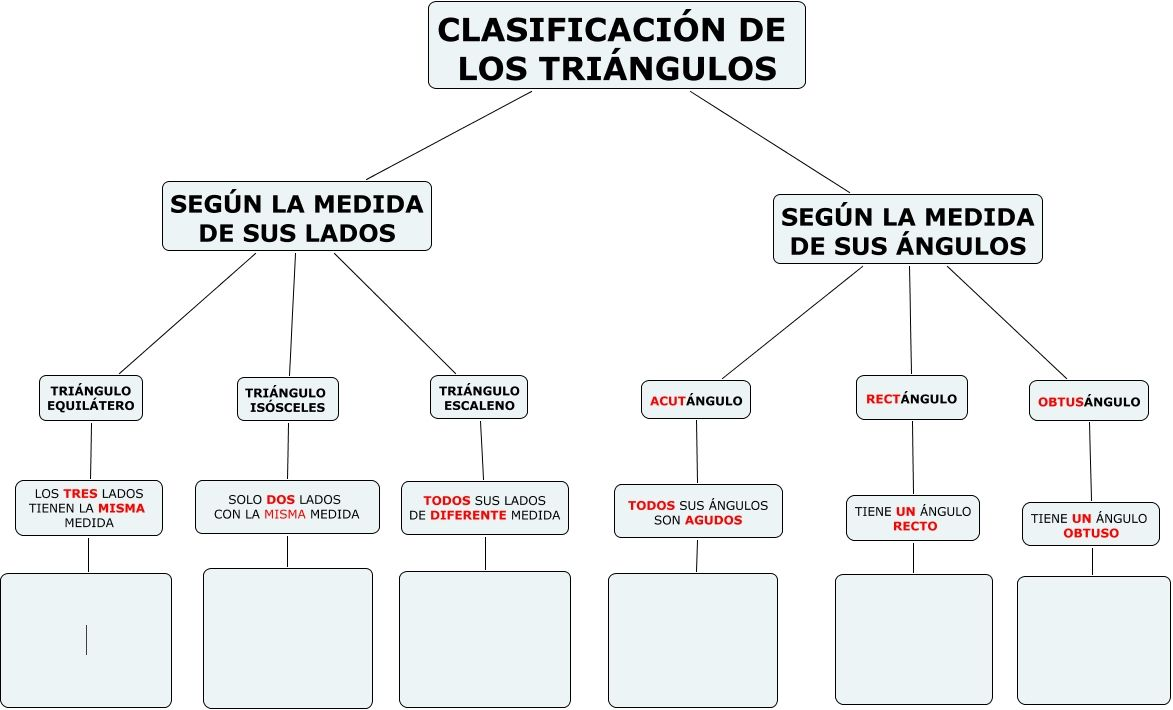 CLASIFICACIÓN DE
LOS TRIÁNGULOS
SEGÚN LA MEDIDA
DE SUS LADOS
SEGÚN LA MEDIDA
DE SUS ÁNGULOS
TRIÁNGULO
EQUILÁTERO
TRIÁNGULO
ISÓSCELES
TRIÁNGULO
ESCALENO
ACUTÁNGULO
RECTÁNGULO
OBTUSÁNGULO
LOS TRES LADOS
TIENEN LA MISMA
MEDIDA
SOLO DOS LADOS
CON LA MISMA MEDIDA
TODOS SUS LADOS
DE DIFERENTE MEDIDA
TODOS SUS ÁNGULOS
SON AGUDOS
TIENE UN ÁNGULO
RECTO
TIENE UN ÁNGULO
OBTUSO